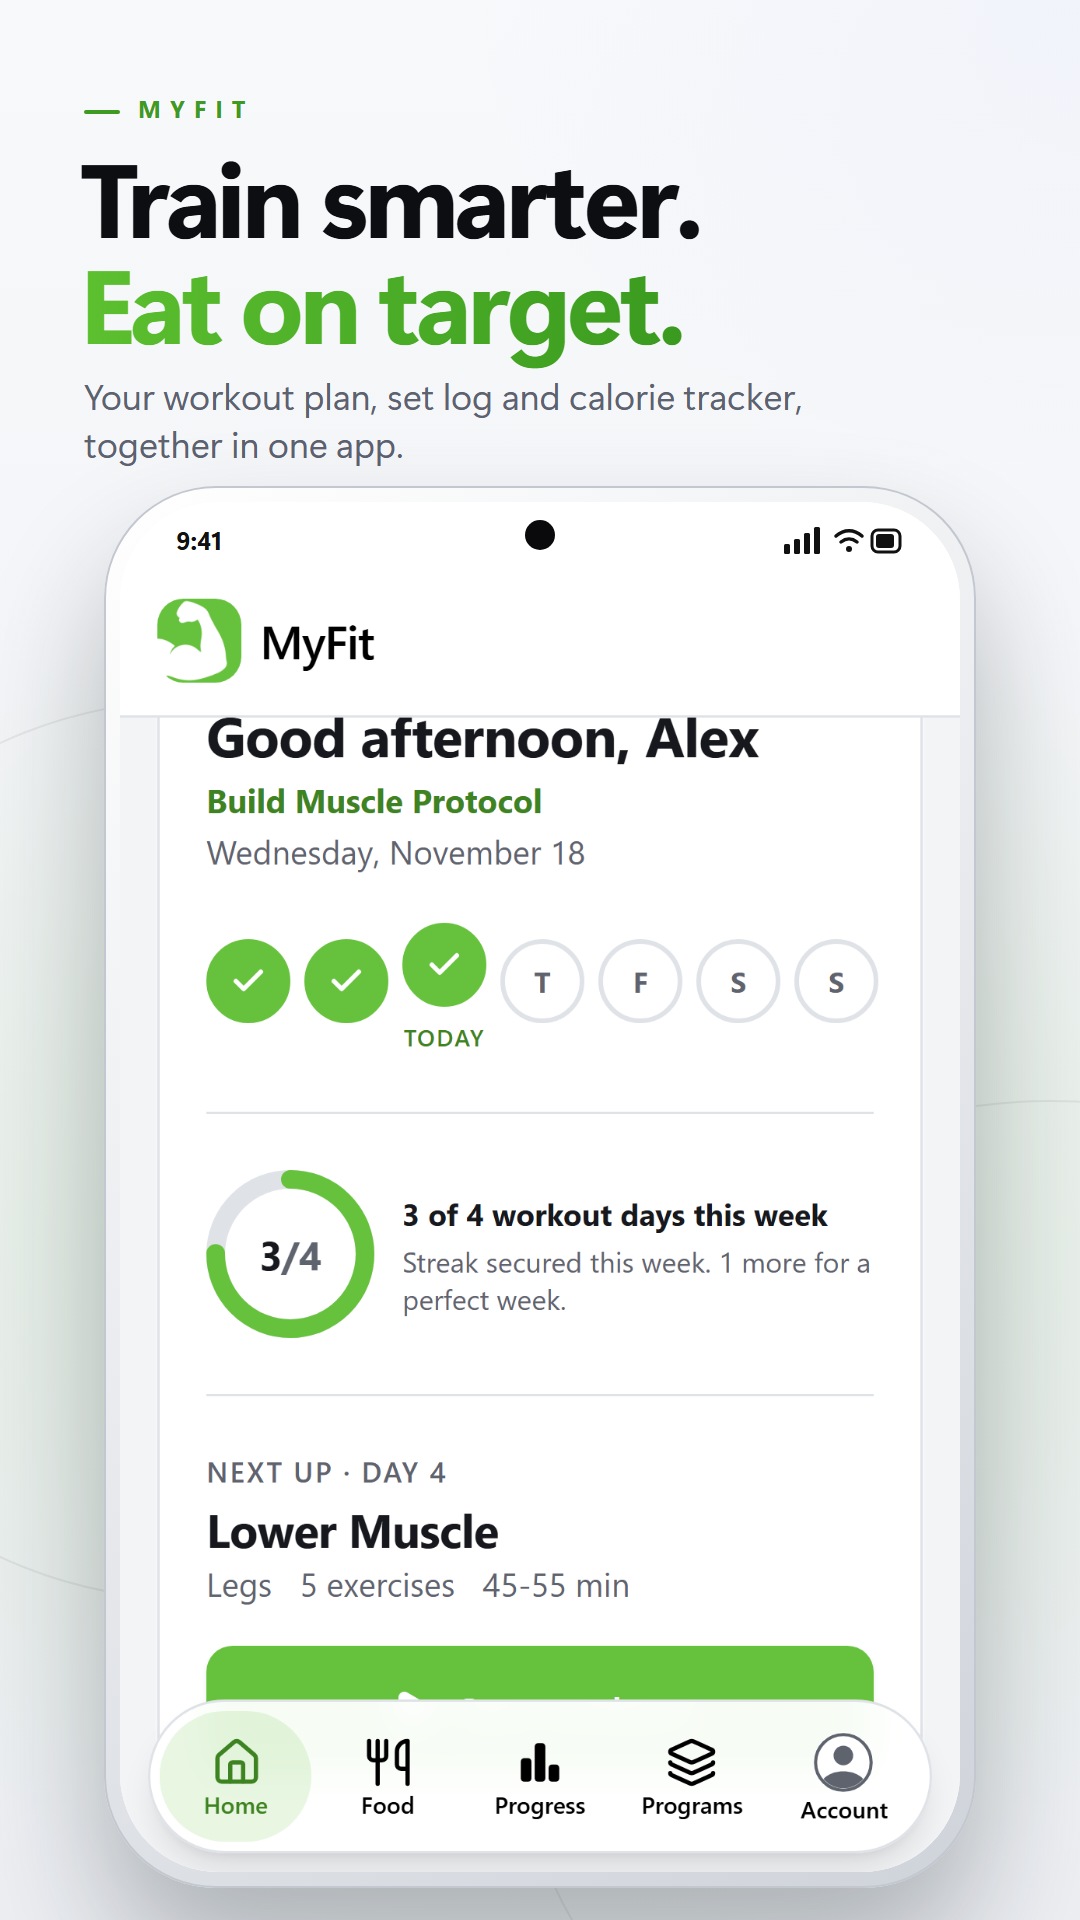 MYFIT
Train smarter.
Eat on target.
Your workout plan, set log and calorie tracker,
together in one app.
9:41
MyFit
Good afternoon, Alex
Build Muscle Protocol
Wednesday, November 18
T F S S
TODAY
3/4
3 of 4 workout days this week
Streak secured this week. 1 more for a
perfect week.
NEXT UP · DAY 4
Lower Muscle
Legs 5 exercises 45-55 min
Home Food Progress Programs Account